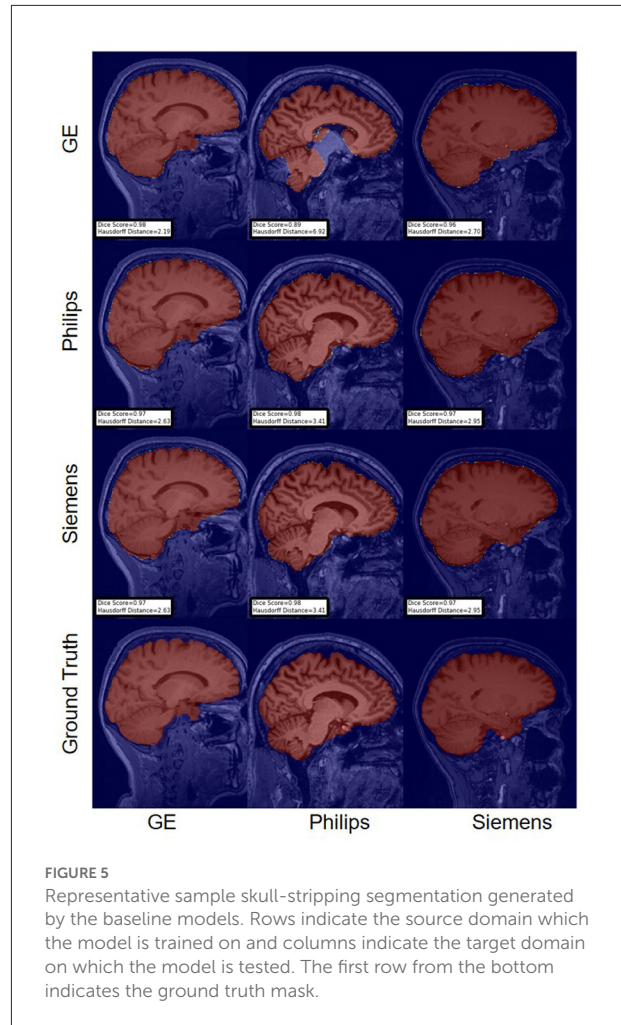 GE
Dice Score=0.98
Hausdorff Distance=2.19
Dice Score=0.89
Hausdorff Distance=6.92
Dice Score=0.96
Hausdorff Distance=2.70
Philips
Dice Score=0.97
Hausdorff Distance=2.63
Dice Score=0.98
Hausdorff Distance=3.41
Dice Score=0.97
Hausdorff Distance=2.95
Siemens
Dice Score=0.97
Hausdorff Distance=2.63
Dice Score=0.98
Hausdorff Distance=3.41
Dice Score=0.97
Hausdorff Distance=2.95
Ground Truth
GE
Philips
Siemens
FIGURE 5
Representative sample skull-stripping segmentation generated
by the baseline models. Rows indicate the source domain which
the model is trained on and columns indicate the target domain
on which the model is tested. The first row from the bottom
indicates the ground truth mask.